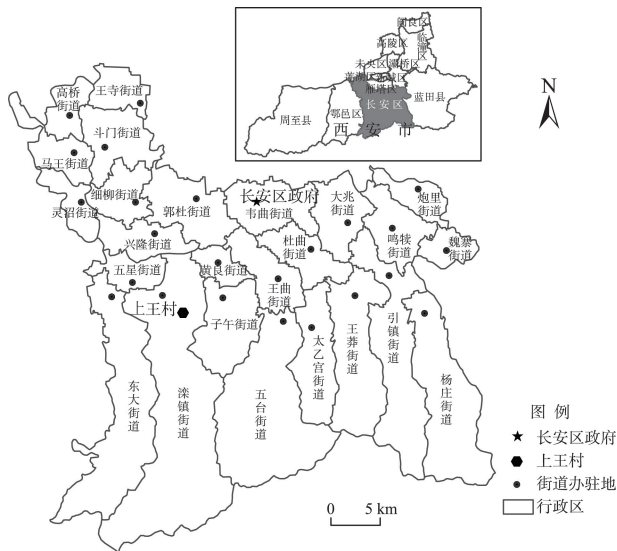 阎良区
临潼区
高陵区
未央区
灞桥区
莲湖区
新城区
雁塔区
长安区
蓝田县
鄠邑区
周至县
西安市
N
高桥
街道
王寺街道
斗门街道
马王街道
细柳街道
灵沼街道
郭杜街道
长安区政府
韦曲街道
大兆
街道
炮里
街道
鸣犊
街道
魏寨
街道
兴隆街道
杜曲
街道
五星街道
黄良街道
王曲
街道
上王村
子午街道
东大街道
滦镇街道
五台街道
太乙宫街道
王莽街道
引镇街道
杨庄街道
图 例
长安区政府
上王村
街道办驻地
行政区
0 5 km